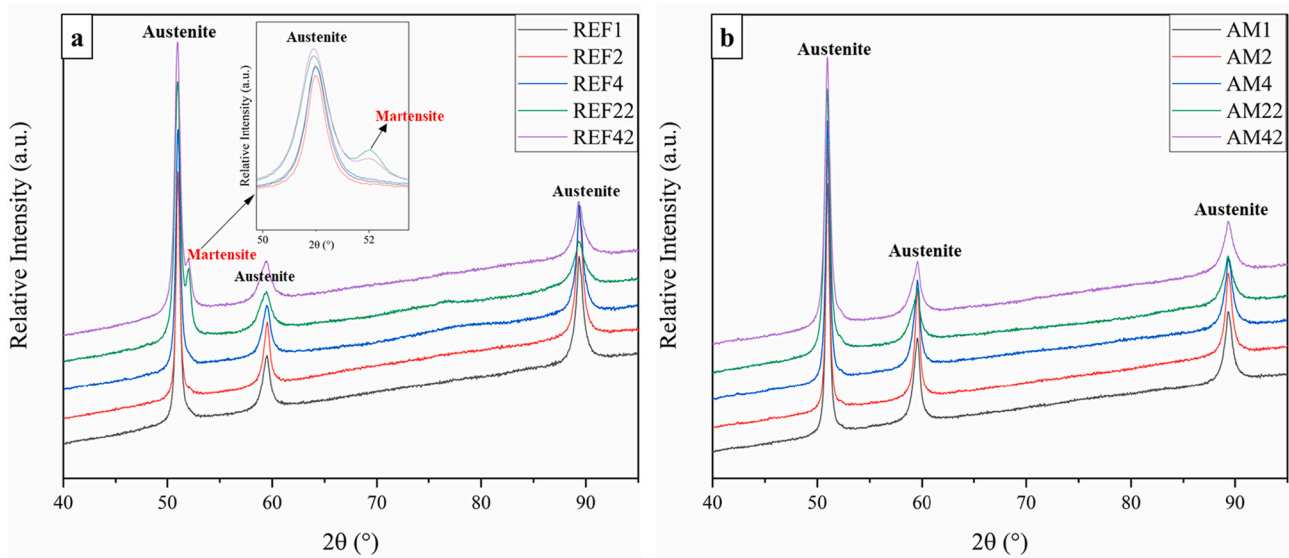 a
Austenite
REF1
REF2
REF4
REF22
REF42
Austenite
Martensite
Relative Intensity (a.u.)
50
2θ (°)
52
Martensite
Austenite
Austenite
Relative Intensity (a.u.)
40
50
60
70
80
90
2θ (°)
b
Austenite
AM1
AM2
AM4
AM22
AM42
Austenite
Austenite
Relative Intensity (a.u.)
40
50
60
70
80
90
2θ (°)